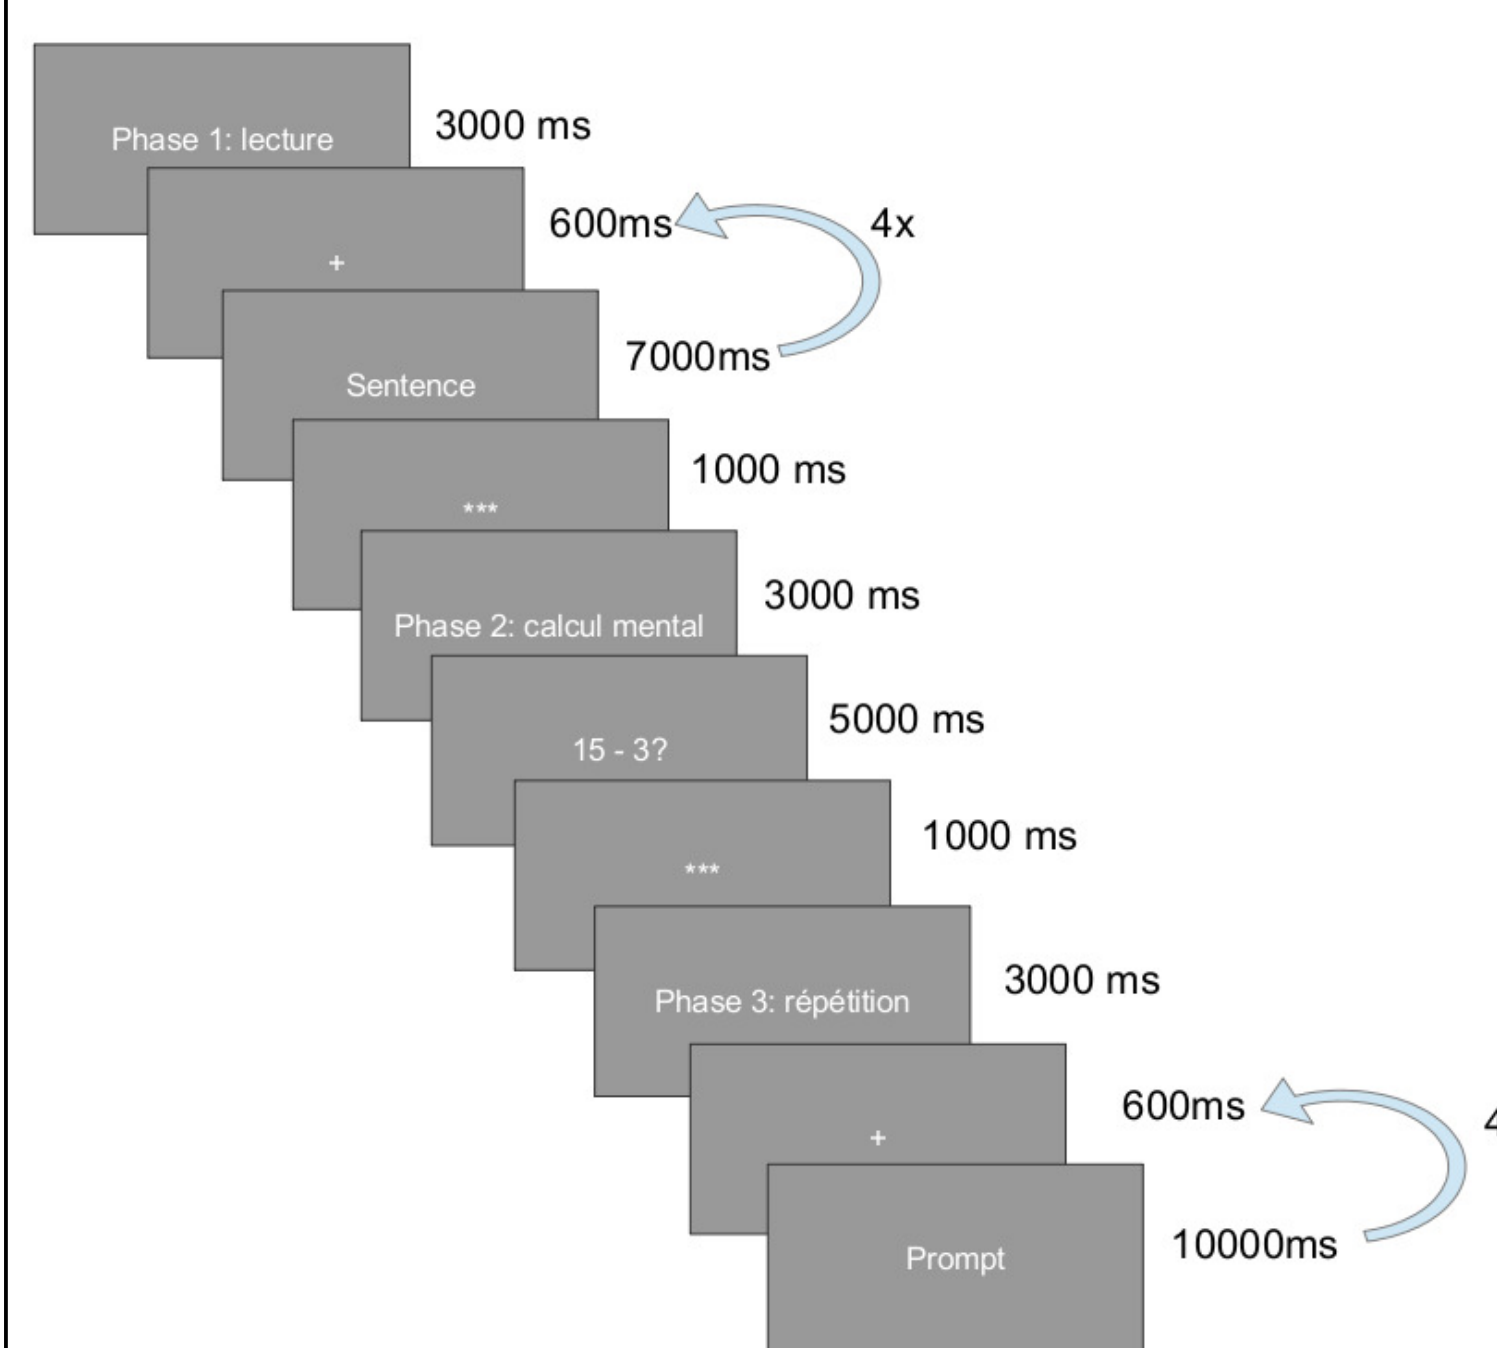 Phase 1: lecture
3000 ms
+
600ms
4x
Sentence
7000ms
***
1000 ms
Phase 2: calcul mental
3000 ms
15 - 3?
5000 ms
***
1000 ms
Phase 3: répétition
3000 ms
+
600ms
Prompt
10000ms